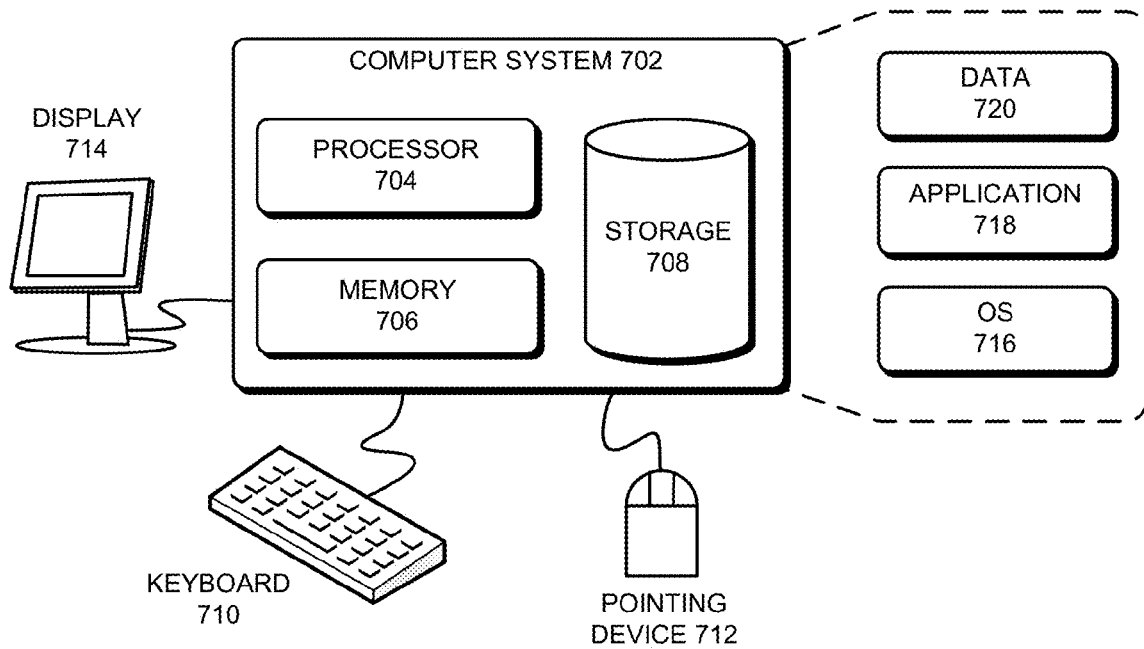 COMPUTER SYSTEM 702
DISPLAY
714
PROCESSOR
704
MEMORY
706
STORAGE
708
DATA
720
APPLICATION
718
OS
716
KEYBOARD
710
POINTING
DEVICE 712